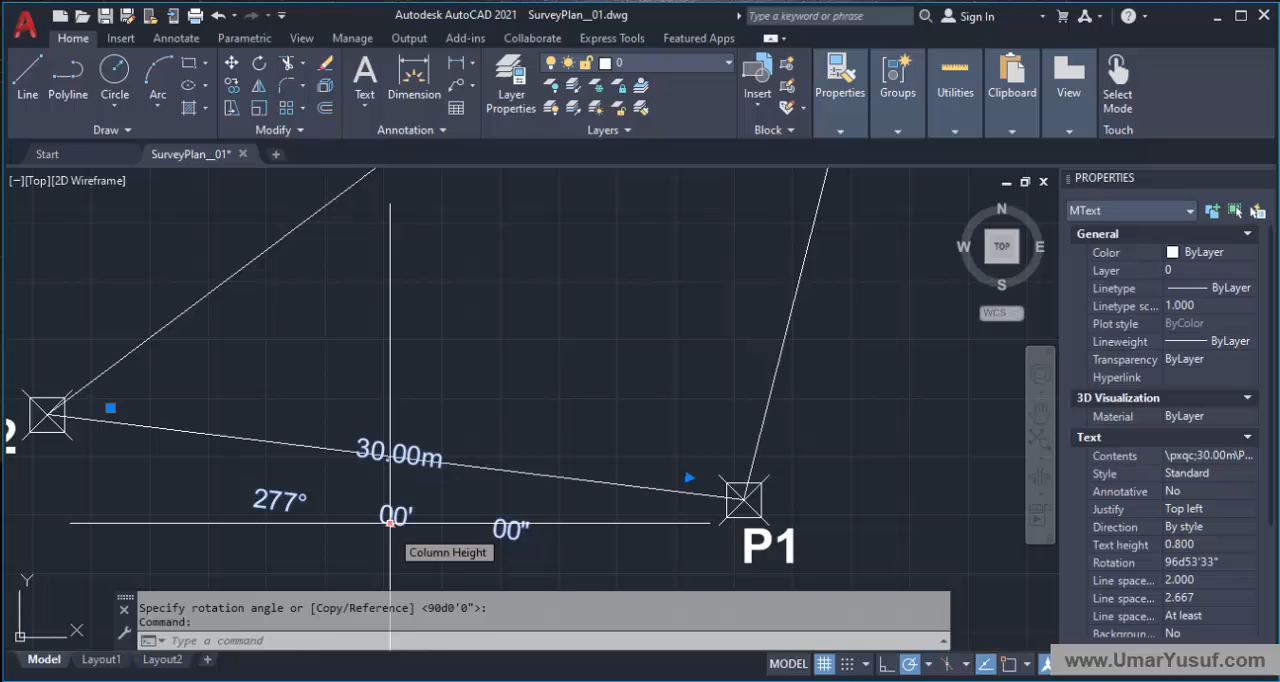 Autodesk AutoCAD 2021 SurveyPlan_01.dwg
Type a keyword or phrase
Sign In
Home Insert Annotate Parametric View Manage Output Add-ins Collaborate Express Tools Featured Apps
0
Line Polyline Circle Arc
Text Dimension
Layer
Properties
Insert
Properties Groups Utilities Clipboard View
Select
Mode
Draw Modify Annotation Layers Block Touch
Start SurveyPlan_01*
[−][Top][2D Wireframe]
N
W TOP E
S
WCS
2
30.00m
277° 00' 00"
P1
Column Height
Y
X
Specify rotation angle or [Copy/Reference] <90d0'0">:
Command:
Type a command
Model Layout1 Layout2 +
MODEL
PROPERTIES
MText
General
Color ByLayer
Layer 0
Linetype ByLayer
Linetype sc... 1.000
Plot style ByColor
Lineweight ByLayer
Transparency ByLayer
Hyperlink
3D Visualization
Material ByLayer
Text
Contents \pxqc;30.00m\P...
Style Standard
Annotative No
Justify Top left
Direction By style
Text height 0.800
Rotation 96d53'33"
Line space... 2.000
Line space... 2.667
Line space... At least
Backgroun... No
www.UmarYusuf.com